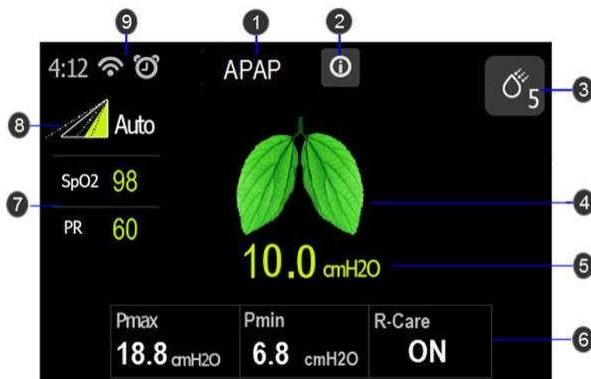 9 1 2
4:12 APAP
3
5
8 Auto
SpO2 98
7
PR 60
4
10.0 cmH2O 5
Pmax Pmin R-Care
6
18.8 cmH2O 6.8 cmH2O ON